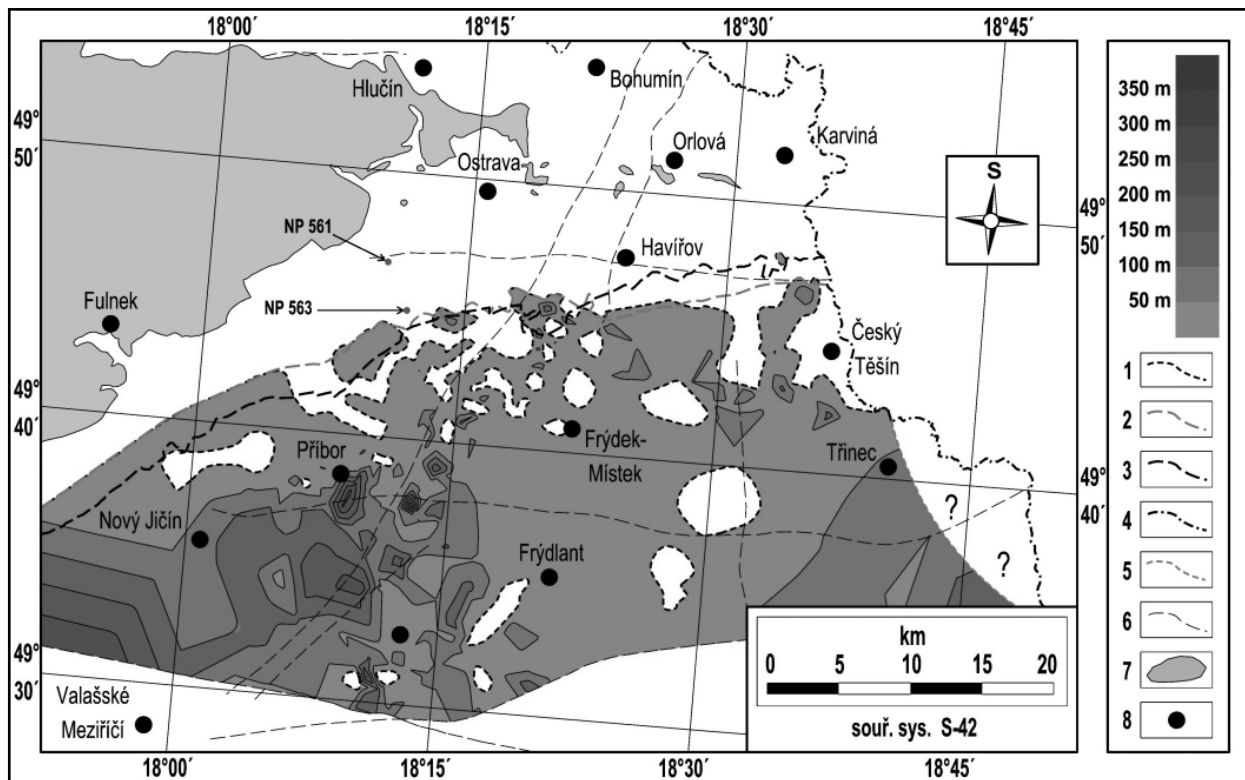 18°00´ 18°15´ 18°30´ 18°45´
350 m
300 m
250 m
200 m
150 m
100 m
50 m
Hlučín
Bohumín
49°
50´
Orlová
Karviná
Ostrava
S
49°
50´
NP 561
Havířov
NP 563
Fulnek
Český
Těšín
49°
40´
Příbor
Frýdek-
Místek
Třinec
49°
40´
?
Nový Jičín
Frýdlant
?
49°
30´
Valašské
Meziříčí
km
0 5 10 15 20
souř. sys. S-42
18°00´ 18°15´ 18°30´ 18°45´
1
2
3
4
5
6
7
8